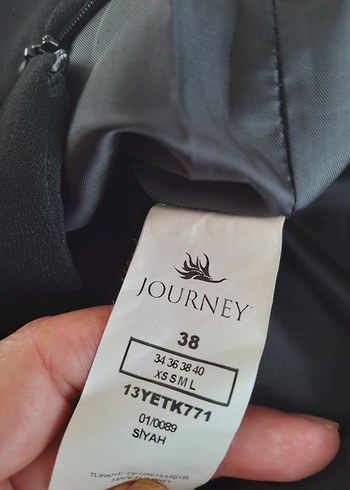 JOURNEY
38
34 36 38 40
XS S M L
13YETK771
01/0089
SİYAH